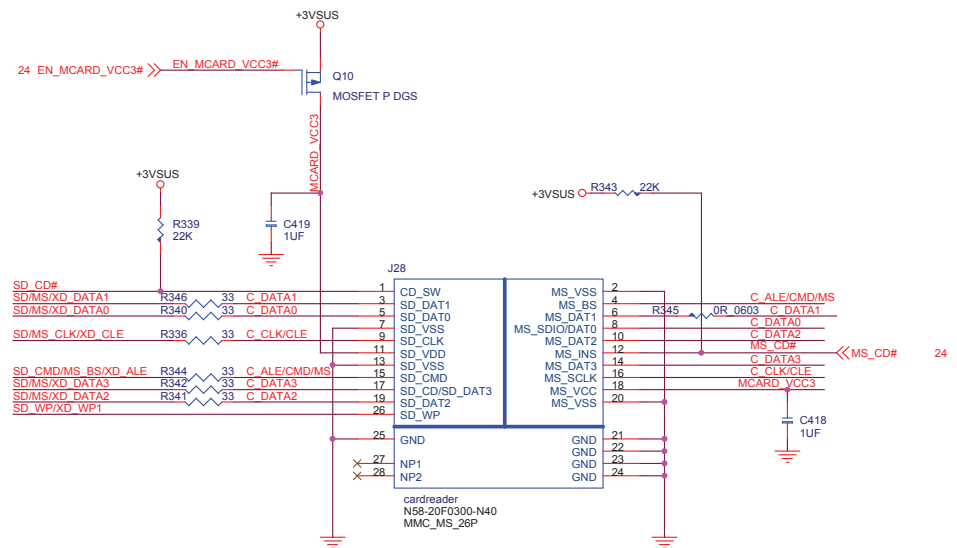 +3VSUS
24 EN_MCARD_VCC3# EN_MCARD_VCC3#
Q10
MOSFET P DGS
MCARD_VCC3
+3VSUS
R339
22K
C419
1UF
+3VSUS R343 22K
J28
SD_CD# 1 CD_SW
SD/MS/XD_DATA1 R346 33 C_DATA1 3 SD_DAT1
SD/MS/XD_DATA0 R340 33 C_DATA0 5 SD_DAT0
7 SD_VSS
SD/MS_CLK/XD_CLE R336 33 C_CLK/CLE 9 SD_CLK
11 SD_VDD
13 SD_VSS
SD_CMD/MS_BS/XD_ALE R344 33 C_ALE/CMD/MS 15 SD_CMD
SD/MS/XD_DATA3 R342 33 C_DATA3 17 SD_CD/SD_DAT3
SD/MS/XD_DATA2 R341 33 C_DATA2 19 SD_DAT2
SD_WP/XD_WP1 26 SD_WP
25 GND
27 NP1
28 NP2
MS_VSS 2
MS_BS 4 C_ALE/CMD/MS
MS_DAT1 6 R345 0R_0603 C_DATA1
MS_SDIO/DAT0 8 C_DATA0
MS_DAT2 10 C_DATA2
MS_INS 12 MS_CD# MS_CD# 24
MS_DAT3 14 C_DATA3
MS_SCLK 16 C_CLK/CLE
MS_VCC 18 MCARD_VCC3
MS_VSS 20
C418
1UF
GND 21
GND 22
GND 23
GND 24
cardreader
N58-20F0300-N40
MMC_MS_26P